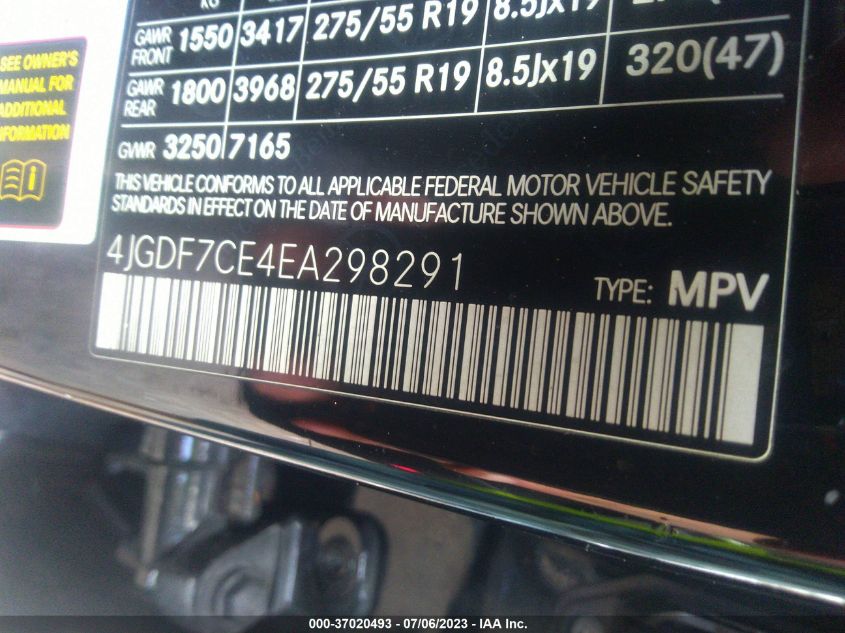 KG
GAWR FRONT 1550 3417 275/55 R19 8.5Jx19
GAWR REAR 1800 3968 275/55 R19 8.5Jx19 320(47)
GVWR 3250 7165
THIS VEHICLE CONFORMS TO ALL APPLICABLE FEDERAL MOTOR VEHICLE SAFETY
STANDARDS IN EFFECT ON THE DATE OF MANUFACTURE SHOWN ABOVE.
4JGDF7CE4EA298291
TYPE: MPV
SEE OWNER'S
MANUAL FOR
ADDITIONAL
INFORMATION
000-37020493 - 07/06/2023 - IAA Inc.